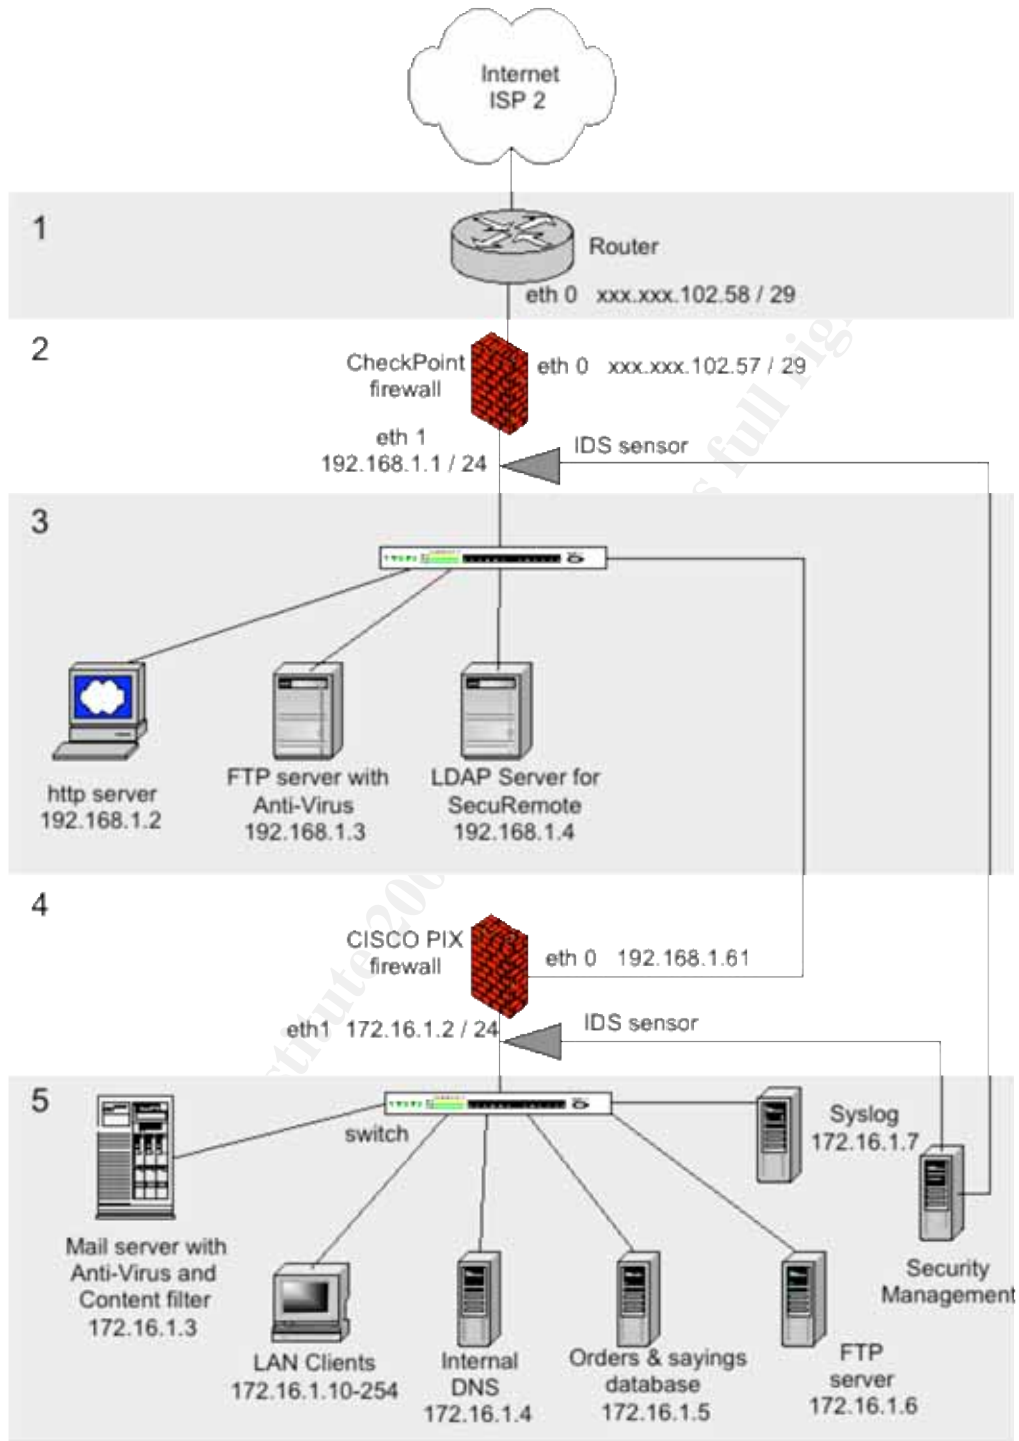 Internet
ISP 2
1
Router
eth 0 xxx.xxx.102.58 / 29
2
CheckPoint
firewall
eth 0 xxx.xxx.102.57 / 29
eth 1
192.168.1.1 / 24
IDS sensor
3
http server
192.168.1.2
FTP server with
Anti-Virus
192.168.1.3
LDAP Server for
SecuRemote
192.168.1.4
4
CISCO PIX
firewall
eth 0 192.168.1.61
eth1 172.16.1.2 / 24
IDS sensor
5
switch
Syslog
172.16.1.7
Mail server with
Anti-Virus and
Content filter
172.16.1.3
Security
Management
LAN Clients
172.16.1.10-254
Internal
DNS
172.16.1.4
Orders & sayings
database
172.16.1.5
FTP
server
172.16.1.6
full